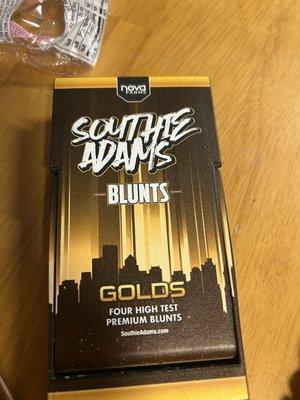 nova
FARMS
SOUTHIE
ADAMS
BLUNTS
GOLDS
FOUR HIGH TEST
PREMIUM BLUNTS
SouthieAdams.com